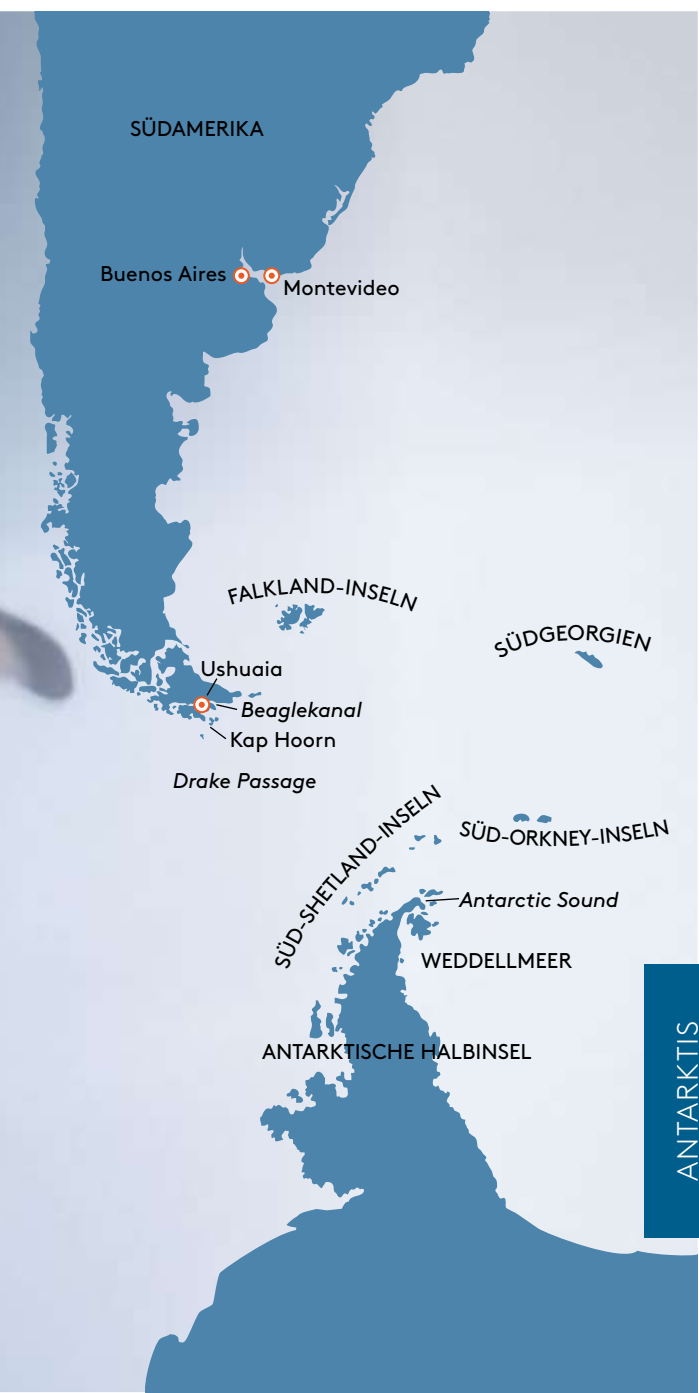 SÜDAMERIKA
Buenos Aires
Montevideo
FALKLAND-INSELN
SÜDGEORGIEN
Ushuaia
Beaglekanal
Kap Hoorn
Drake Passage
SÜD-SHETLAND-INSELN
SÜD-ORKNEY-INSELN
Antarctic Sound
WEDDELLMEER
ANTARKTISCHE HALBINSEL
ANTARKTIS